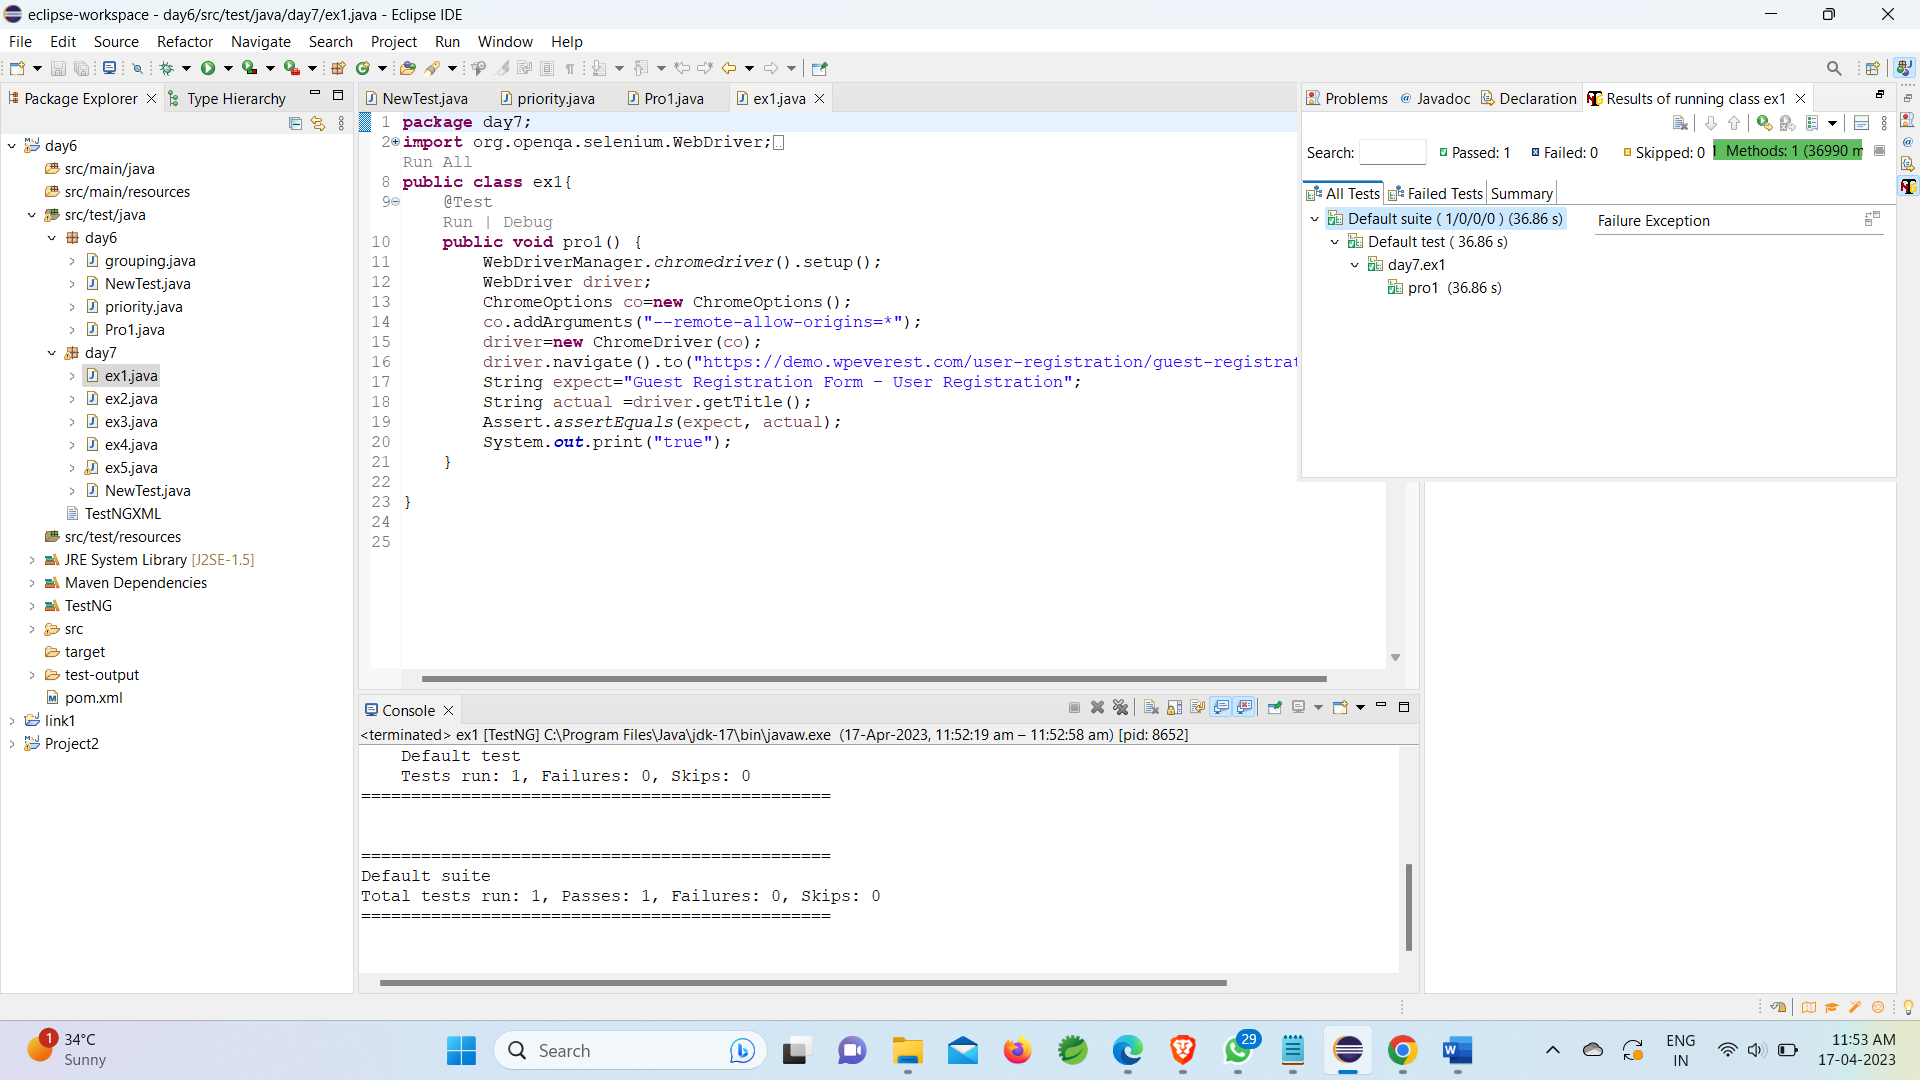 eclipse-workspace - day6/src/test/java/day7/ex1.java - Eclipse IDE
File Edit Source Refactor Navigate Search Project Run Window Help
Package Explorer
Type Hierarchy
day6
src/main/java
src/main/resources
src/test/java
day6
grouping.java
NewTest.java
priority.java
Pro1.java
day7
ex1.java
ex2.java
ex3.java
ex4.java
ex5.java
NewTest.java
TestNGXML
src/test/resources
JRE System Library [J2SE-1.5]
Maven Dependencies
TestNG
src
target
test-output
pom.xml
link1
Project2
NewTest.java priority.java Pro1.java ex1.java
1 package day7;
2 import org.openqa.selenium.WebDriver;
Run All
8 public class ex1{
9 @Test
Run | Debug
10 public void pro1() {
11 WebDriverManager.chromedriver().setup();
12 WebDriver driver;
13 ChromeOptions co=new ChromeOptions();
14 co.addArguments("--remote-allow-origins=*");
15 driver=new ChromeDriver(co);
16 driver.navigate().to("https://demo.wpeverest.com/user-registration/guest-registrat
17 String expect="Guest Registration Form – User Registration";
18 String actual =driver.getTitle();
19 Assert.assertEquals(expect, actual);
20 System.out.print("true");
21 }
22
23 }
24
25
Problems @ Javadoc Declaration Results of running class ex1
Search: Passed: 1 Failed: 0 Skipped: 0 1 Methods: 1 (36990 m
All Tests Failed Tests Summary
Default suite ( 1/0/0/0 ) (36.86 s)
Default test ( 36.86 s)
day7.ex1
pro1 (36.86 s)
Failure Exception
Console
<terminated> ex1 [TestNG] C:\Program Files\Java\jdk-17\bin\javaw.exe (17-Apr-2023, 11:52:19 am – 11:52:58 am) [pid: 8652]
Default test
Tests run: 1, Failures: 0, Skips: 0
===============================================
===============================================
Default suite
Total tests run: 1, Passes: 1, Failures: 0, Skips: 0
===============================================
1
34°C
Sunny
Search
29
W
ENG
IN
11:53 AM
17-04-2023